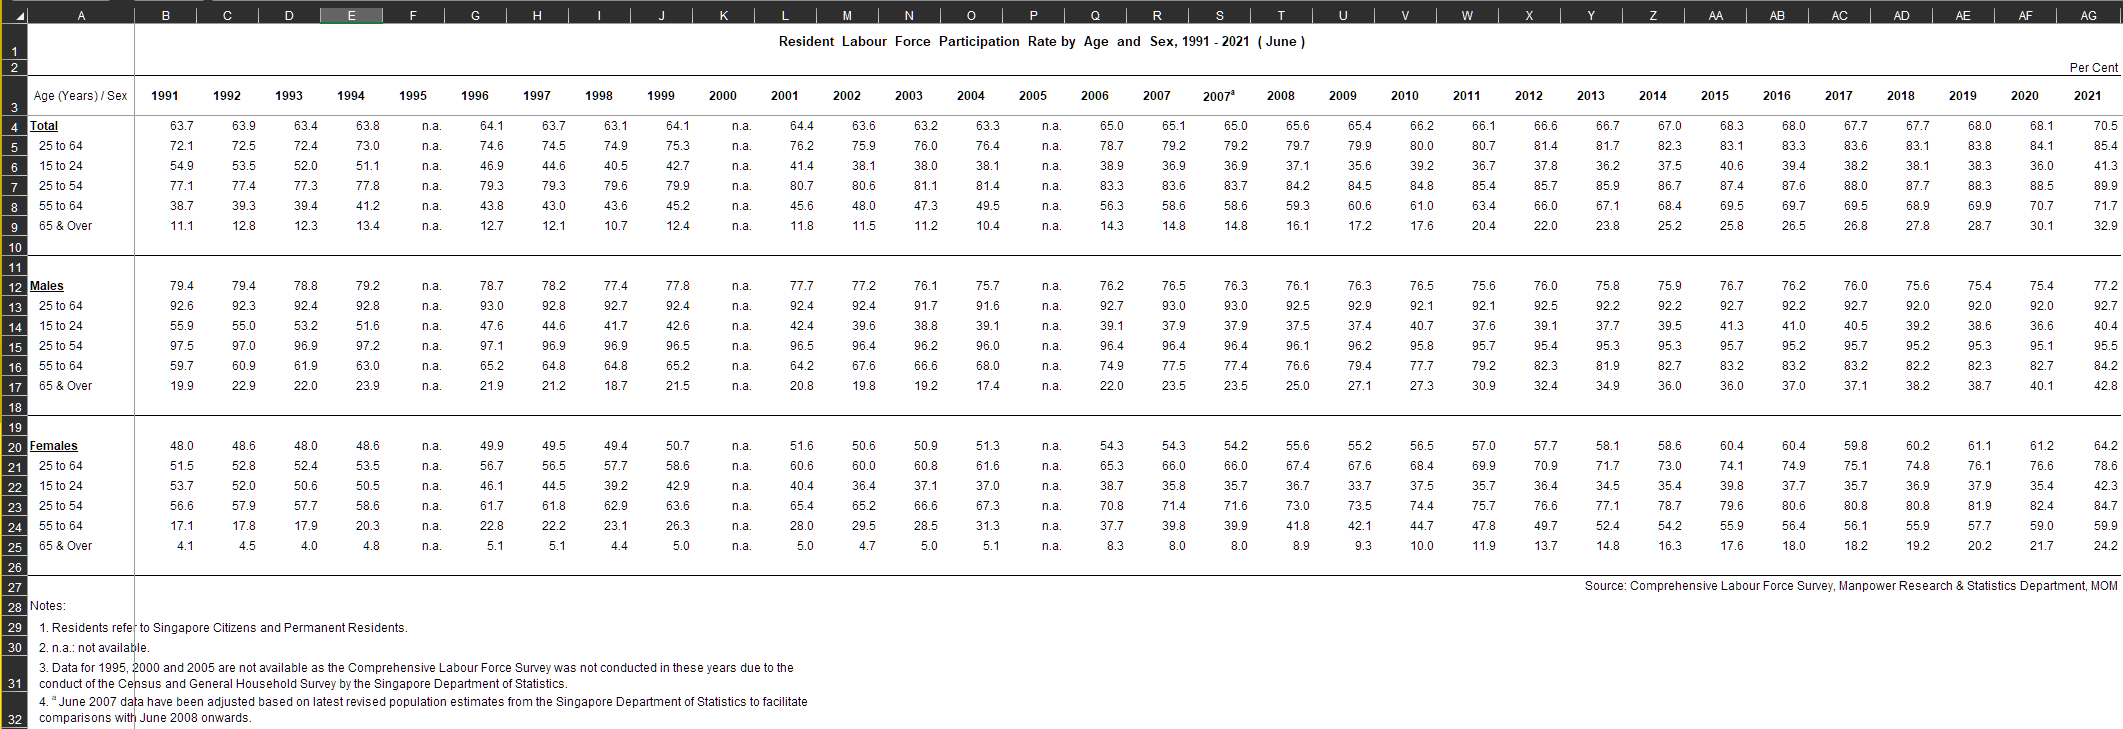 A B C D E F G H I J K L M N O P Q R S T U V W X Y Z AA AB AC AD AE AF AG
1 Resident Labour Force Participation Rate by Age and Sex, 1991 - 2021 ( June )
2 Per Cent
3 Age (Years) / Sex 1991 1992 1993 1994 1995 1996 1997 1998 1999 2000 2001 2002 2003 2004 2005 2006 2007 2007ª 2008 2009 2010 2011 2012 2013 2014 2015 2016 2017 2018 2019 2020 2021
4 Total 63.7 63.9 63.4 63.8 n.a. 64.1 63.7 63.1 64.1 n.a. 64.4 63.6 63.2 63.3 n.a. 65.0 65.1 65.0 65.6 65.4 66.2 66.1 66.6 66.7 67.0 68.3 68.0 67.7 67.7 68.0 68.1 70.5
5 25 to 64 72.1 72.5 72.4 73.0 n.a. 74.6 74.5 74.9 75.3 n.a. 76.2 75.9 76.0 76.4 n.a. 78.7 79.2 79.2 79.7 79.9 80.0 80.7 81.4 81.7 82.3 83.1 83.3 83.6 83.1 83.8 84.1 85.4
6 15 to 24 54.9 53.5 52.0 51.1 n.a. 46.9 44.6 40.5 42.7 n.a. 41.4 38.1 38.0 38.1 n.a. 38.9 36.9 36.9 37.1 35.6 39.2 36.7 37.8 36.2 37.5 40.6 39.4 38.2 38.1 38.3 36.0 41.3
7 25 to 54 77.1 77.4 77.3 77.8 n.a. 79.3 79.3 79.6 79.9 n.a. 80.7 80.6 81.1 81.4 n.a. 83.3 83.6 83.7 84.2 84.5 84.8 85.4 85.7 85.9 86.7 87.4 87.6 88.0 87.7 88.3 88.5 89.9
8 55 to 64 38.7 39.3 39.4 41.2 n.a. 43.8 43.0 43.6 45.2 n.a. 45.6 48.0 47.3 49.5 n.a. 56.3 58.6 58.6 59.3 60.6 61.0 63.4 66.0 67.1 68.4 69.5 69.7 69.5 68.9 69.9 70.7 71.7
9 65 & Over 11.1 12.8 12.3 13.4 n.a. 12.7 12.1 10.7 12.4 n.a. 11.8 11.5 11.2 10.4 n.a. 14.3 14.8 14.8 16.1 17.2 17.6 20.4 22.0 23.8 25.2 25.8 26.5 26.8 27.8 28.7 30.1 32.9
10
11
12 Males 79.4 79.4 78.8 79.2 n.a. 78.7 78.2 77.4 77.8 n.a. 77.7 77.2 76.1 75.7 n.a. 76.2 76.5 76.3 76.1 76.3 76.5 75.6 76.0 75.8 75.9 76.7 76.2 76.0 75.6 75.4 75.4 77.2
13 25 to 64 92.6 92.3 92.4 92.8 n.a. 93.0 92.8 92.7 92.4 n.a. 92.4 92.4 91.7 91.6 n.a. 92.7 93.0 93.0 92.5 92.9 92.1 92.1 92.5 92.2 92.2 92.7 92.2 92.7 92.0 92.0 92.0 92.7
14 15 to 24 55.9 55.0 53.2 51.6 n.a. 47.6 44.6 41.7 42.6 n.a. 42.4 39.6 38.8 39.1 n.a. 39.1 37.9 37.9 37.5 37.4 40.7 37.6 39.1 37.7 39.5 41.3 41.0 40.5 39.2 38.6 36.6 40.4
15 25 to 54 97.5 97.0 96.9 97.2 n.a. 97.1 96.9 96.9 96.5 n.a. 96.5 96.4 96.2 96.0 n.a. 96.4 96.4 96.4 96.1 96.2 95.8 95.7 95.4 95.3 95.3 95.7 95.2 95.7 95.2 95.3 95.1 95.5
16 55 to 64 59.7 60.9 61.9 63.0 n.a. 65.2 64.8 64.8 65.2 n.a. 64.2 67.6 66.6 68.0 n.a. 74.9 77.5 77.4 76.6 79.4 77.7 79.2 82.3 81.9 82.7 83.2 83.2 83.2 82.2 82.3 82.7 84.2
17 65 & Over 19.9 22.9 22.0 23.9 n.a. 21.9 21.2 18.7 21.5 n.a. 20.8 19.8 19.2 17.4 n.a. 22.0 23.5 23.5 25.0 27.1 27.3 30.9 32.4 34.9 36.0 36.0 37.0 37.1 38.2 38.7 40.1 42.8
18
19
20 Females 48.0 48.6 48.0 48.6 n.a. 49.9 49.5 49.4 50.7 n.a. 51.6 50.6 50.9 51.3 n.a. 54.3 54.3 54.2 55.6 55.2 56.5 57.0 57.7 58.1 58.6 60.4 60.4 59.8 60.2 61.1 61.2 64.2
21 25 to 64 51.5 52.8 52.4 53.5 n.a. 56.7 56.5 57.7 58.6 n.a. 60.6 60.0 60.8 61.6 n.a. 65.3 66.0 66.0 67.4 67.6 68.4 69.9 70.9 71.7 73.0 74.1 74.9 75.1 74.8 76.1 76.6 78.6
22 15 to 24 53.7 52.0 50.6 50.5 n.a. 46.1 44.5 39.2 42.9 n.a. 40.4 36.4 37.1 37.0 n.a. 38.7 35.8 35.7 36.7 33.7 37.5 35.7 36.4 34.5 35.4 39.8 37.7 35.7 36.9 37.9 35.4 42.3
23 25 to 54 56.6 57.9 57.7 58.6 n.a. 61.7 61.8 62.9 63.6 n.a. 65.4 65.2 66.6 67.3 n.a. 70.8 71.4 71.6 73.0 73.5 74.4 75.7 76.6 77.1 78.7 79.6 80.6 80.8 80.8 81.9 82.4 84.7
24 55 to 64 17.1 17.8 17.9 20.3 n.a. 22.8 22.2 23.1 26.3 n.a. 28.0 29.5 28.5 31.3 n.a. 37.7 39.8 39.9 41.8 42.1 44.7 47.8 49.7 52.4 54.2 55.9 56.4 56.1 55.9 57.7 59.0 59.9
25 65 & Over 4.1 4.5 4.0 4.8 n.a. 5.1 5.1 4.4 5.0 n.a. 5.0 4.7 5.0 5.1 n.a. 8.3 8.0 8.0 8.9 9.3 10.0 11.9 13.7 14.8 16.3 17.6 18.0 18.2 19.2 20.2 21.7 24.2
26
27 Source: Comprehensive Labour Force Survey, Manpower Research & Statistics Department, MOM
28 Notes:
29 1. Residents refer to Singapore Citizens and Permanent Residents.
30 2. n.a.: not available.
3. Data for 1995, 2000 and 2005 are not available as the Comprehensive Labour Force Survey was not conducted in these years due to the
31 conduct of the Census and General Household Survey by the Singapore Department of Statistics.
4. ª June 2007 data have been adjusted based on latest revised population estimates from the Singapore Department of Statistics to facilitate
32 comparisons with June 2008 onwards.